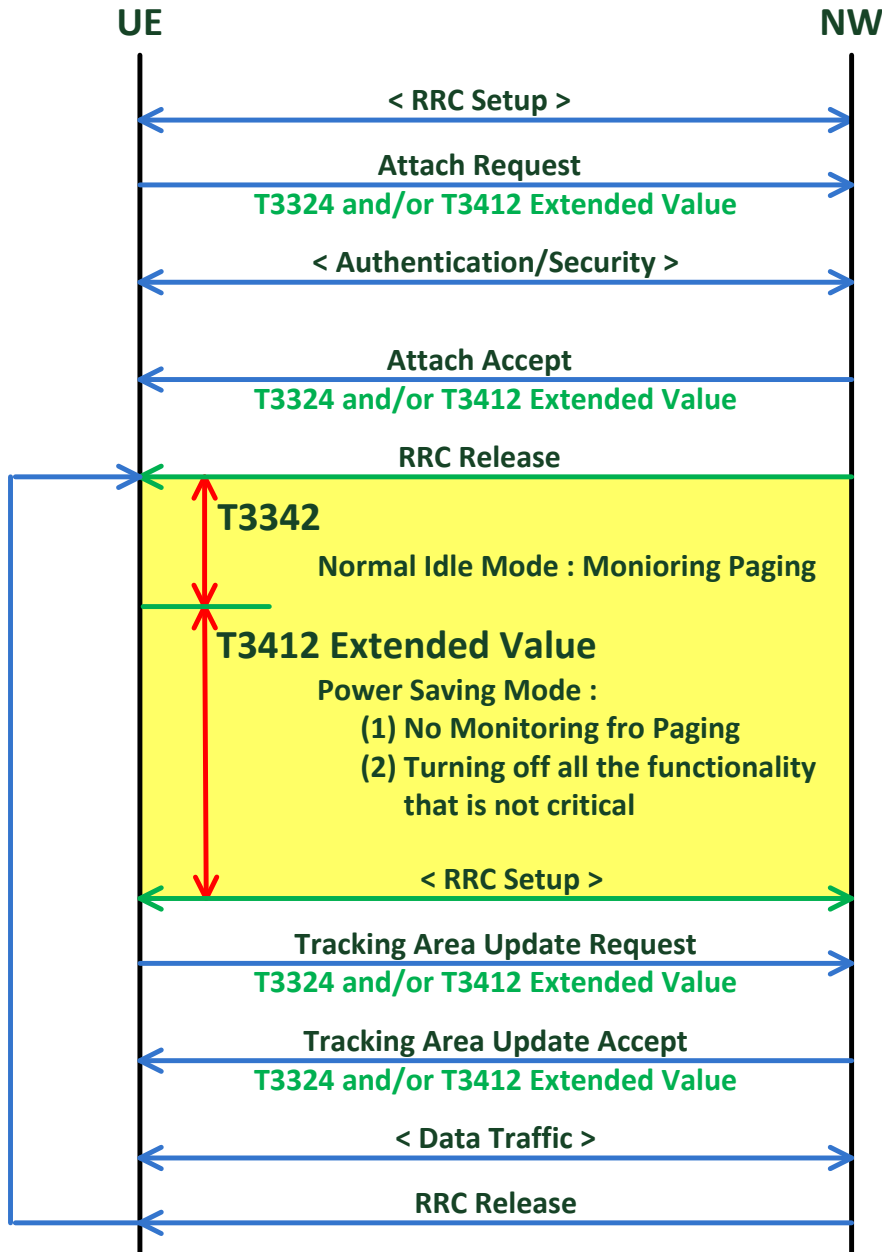 UE
NW
< RRC Setup >
Attach Request
T3324 and/or T3412 Extended Value
< Authentication/Security >
Attach Accept
T3324 and/or T3412 Extended Value
RRC Release
T3342
Normal Idle Mode : Monioring Paging
T3412 Extended Value
Power Saving Mode :
(1) No Monitoring fro Paging
(2) Turning off all the functionality
that is not critical
< RRC Setup >
Tracking Area Update Request
T3324 and/or T3412 Extended Value
Tracking Area Update Accept
T3324 and/or T3412 Extended Value
< Data Traffic >
RRC Release